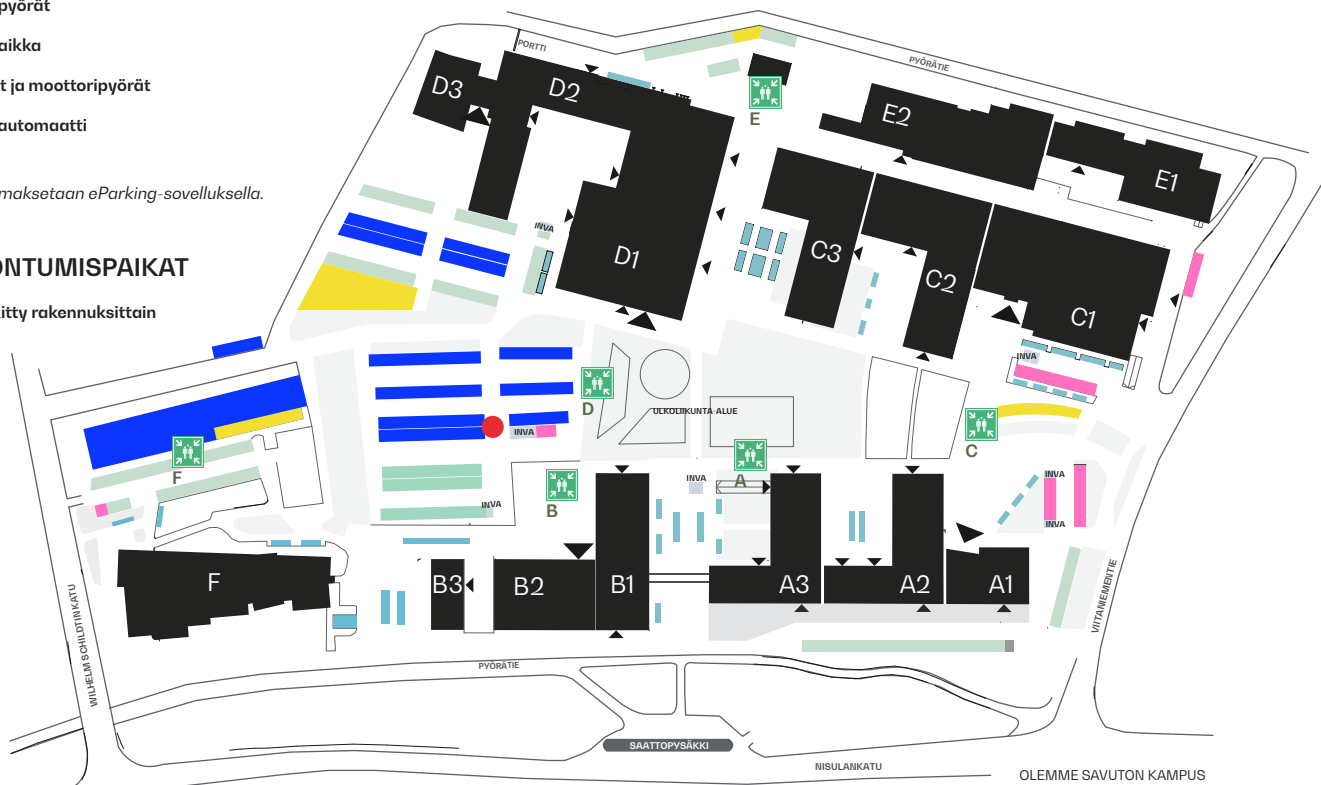 pyörät
aikka
t ja moottoripyörät
automaatti
maksetaan eParking-sovelluksella.
ONTUMISPAIKAT
kitty rakennuksittain
PORTTI
PYÖRÄTIE
D3
D2
E
E2
E1
INVA
D1
C3
C2
C1
INVA
D
ULKOLIIKUNTA-ALUE
INVA
C
F
A
INVA
INVA
B
INVA
INVA
F
B3
B2
B1
A3
A2
A1
WILHELM SCHILDTIN KATU
VIITANIEMENTIE
PYÖRÄTIE
SAATTOPYSÄKKI
NISULANKATU
OLEMME SAVUTON KAMPUS